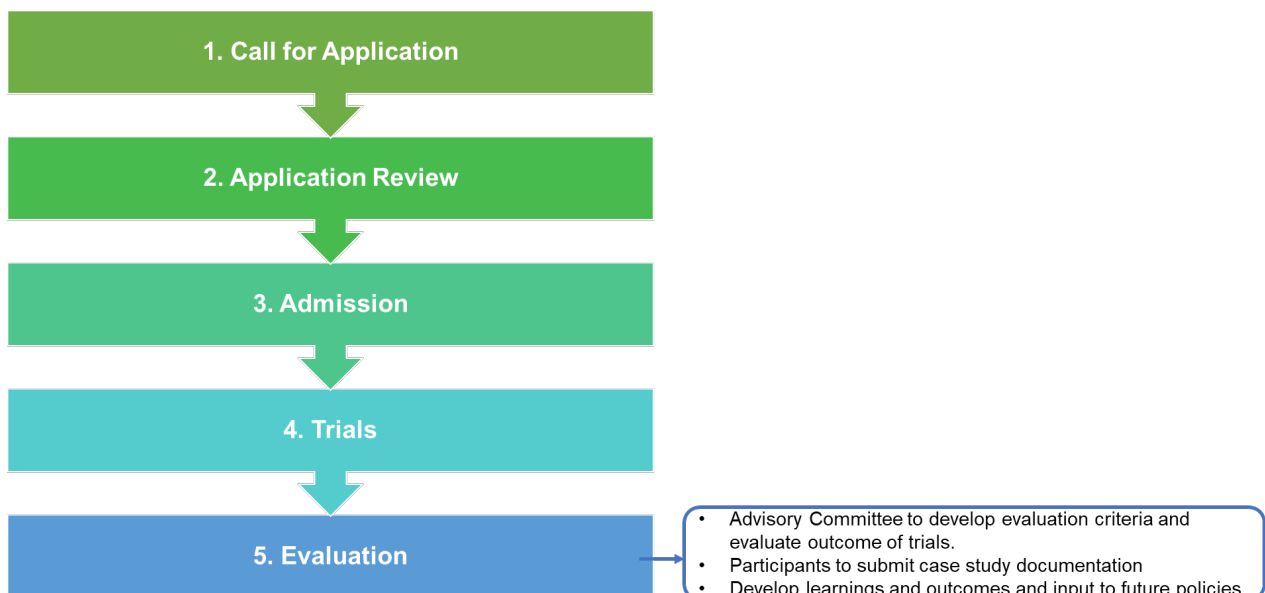 1. Call for Application
2. Application Review
3. Admission
4. Trials
5. Evaluation
• Advisory Committee to develop evaluation criteria and
evaluate outcome of trials.
• Participants to submit case study documentation
• Develop learnings and outcomes and input to future policies